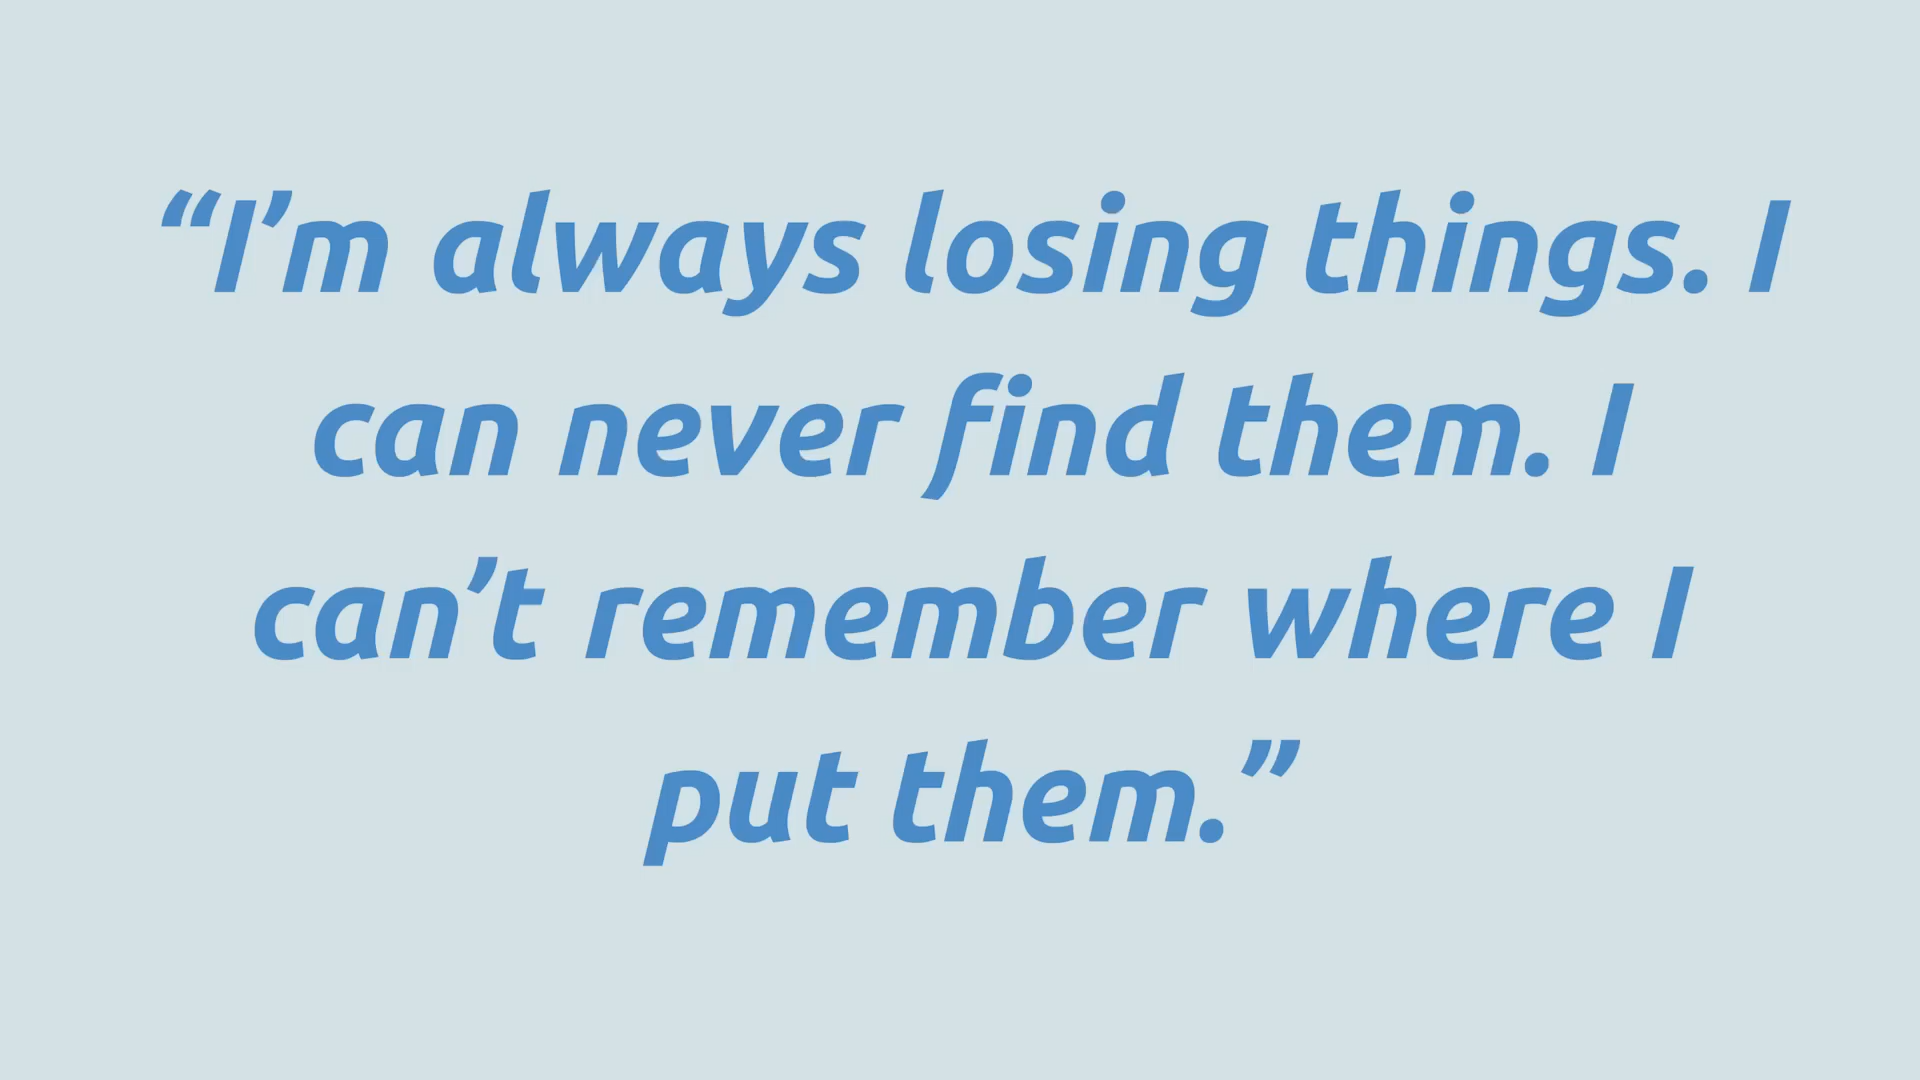 “I’m always losing things. I
can never find them. I
can’t remember where I
put them.”